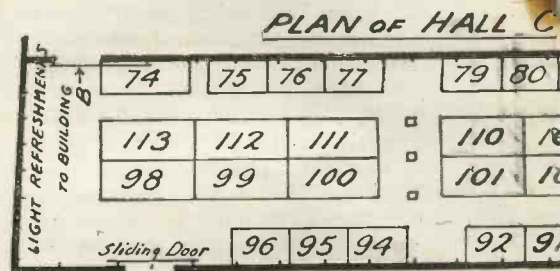 PLAN OF HALL C
LIGHT REFRESHMENTS
TO BUILDING B
74 75 76 77 79 80
113 112 111 110
98 99 100 101
Sliding Door 96 95 94 92